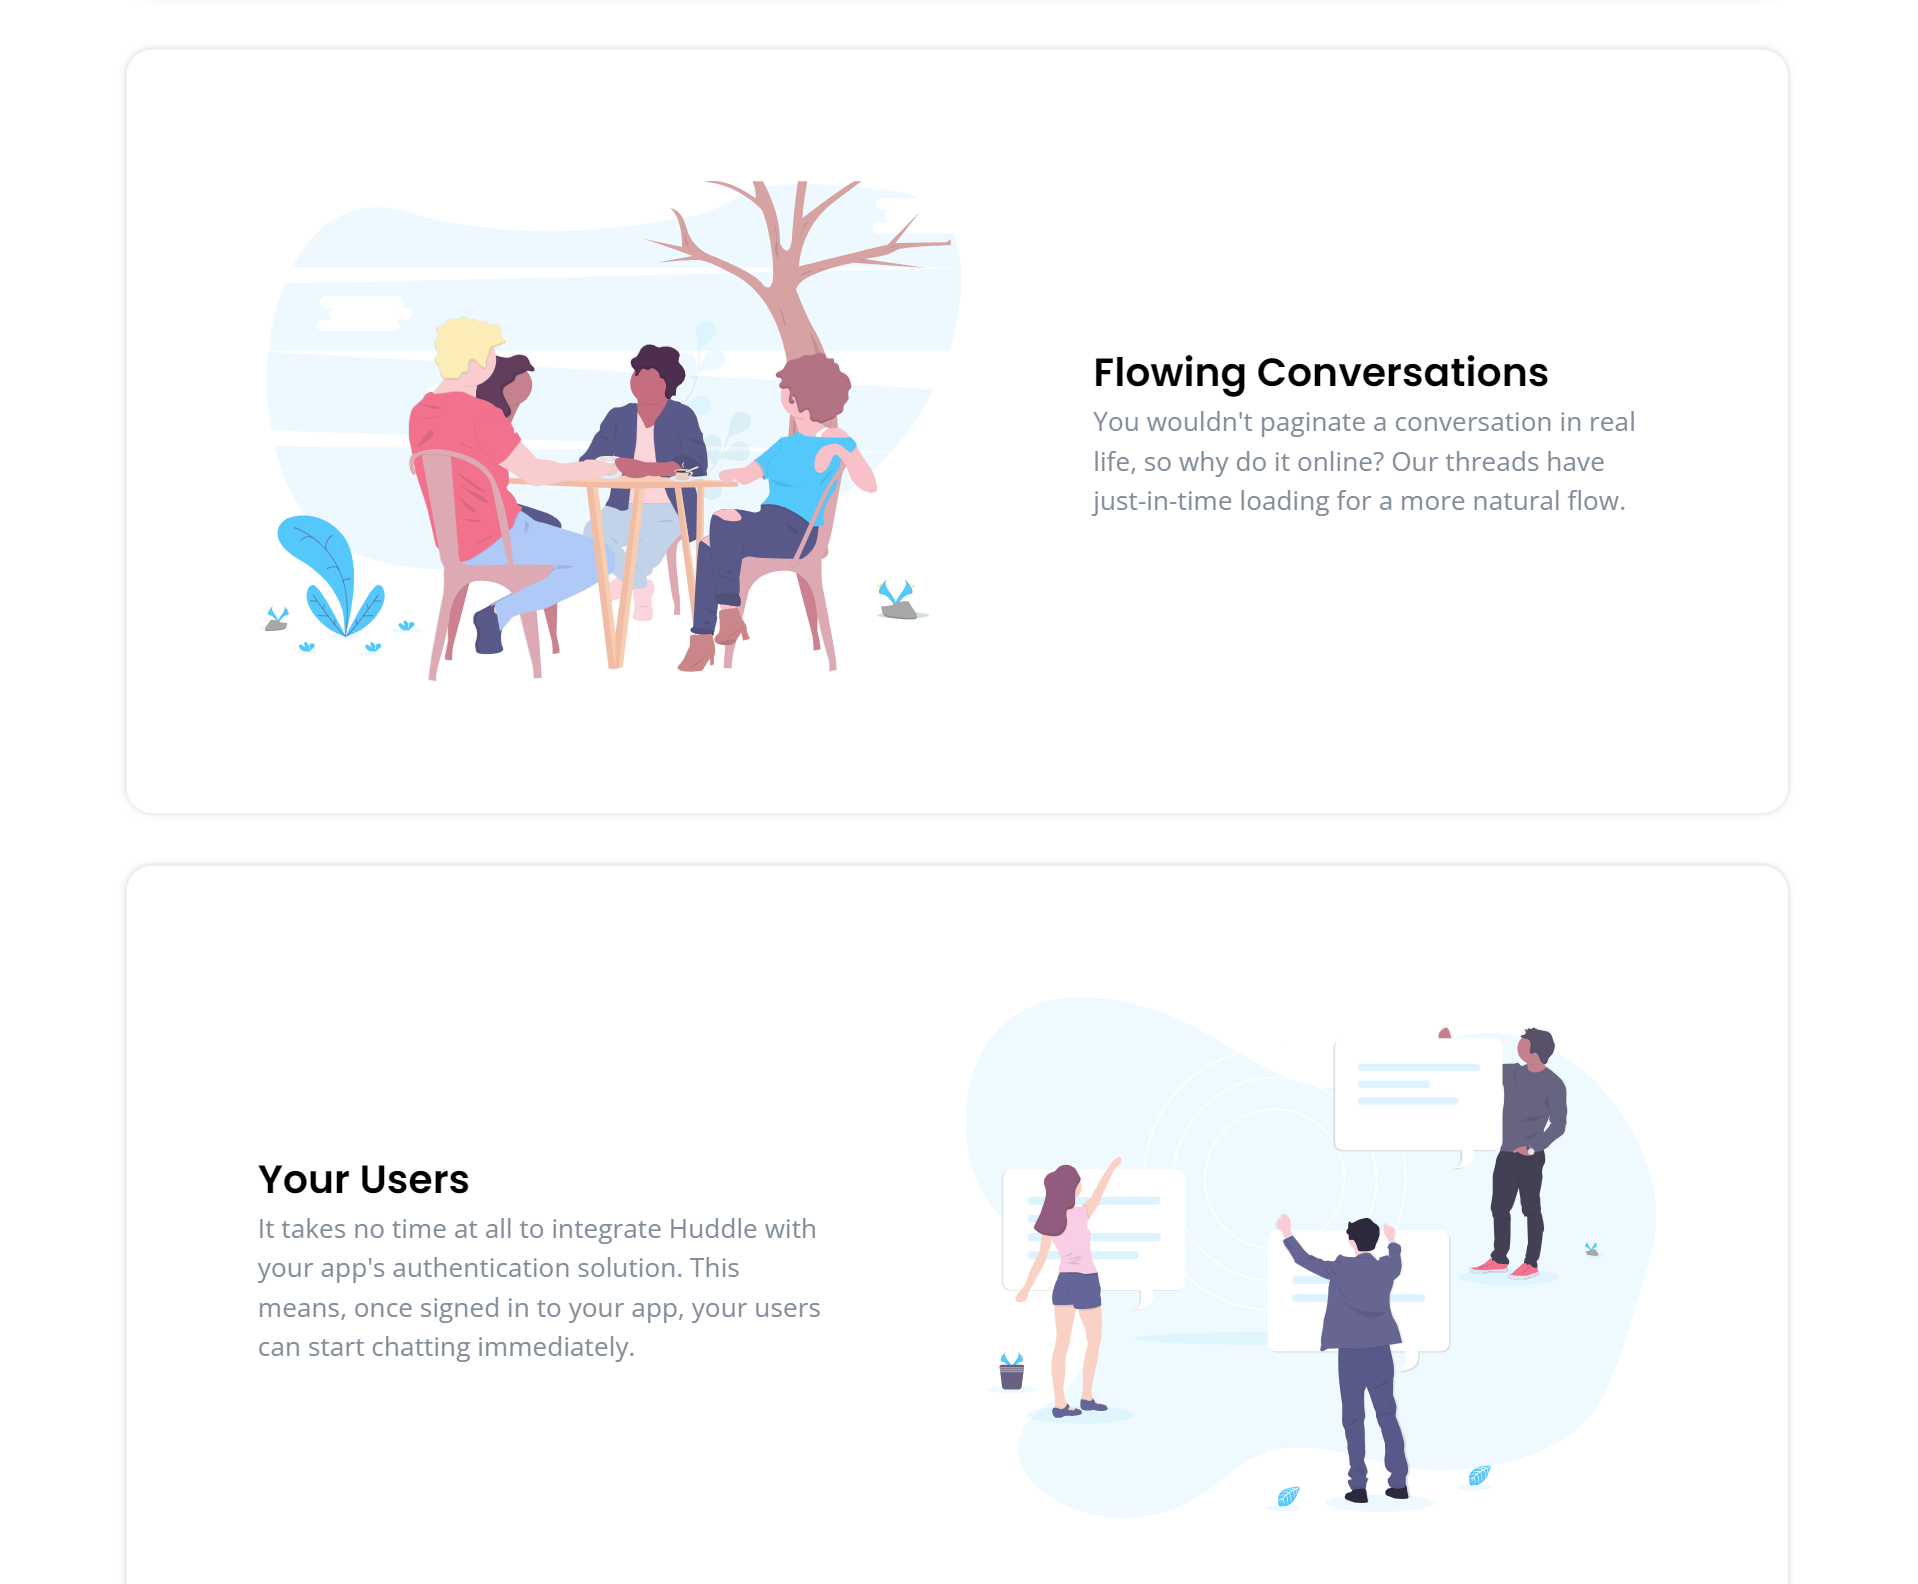 Flowing Conversations
You wouldn't paginate a conversation in real
life, so why do it online? Our threads have
just-in-time loading for a more natural flow.
Your Users
It takes no time at all to integrate Huddle with
your app's authentication solution. This
means, once signed in to your app, your users
can start chatting immediately.